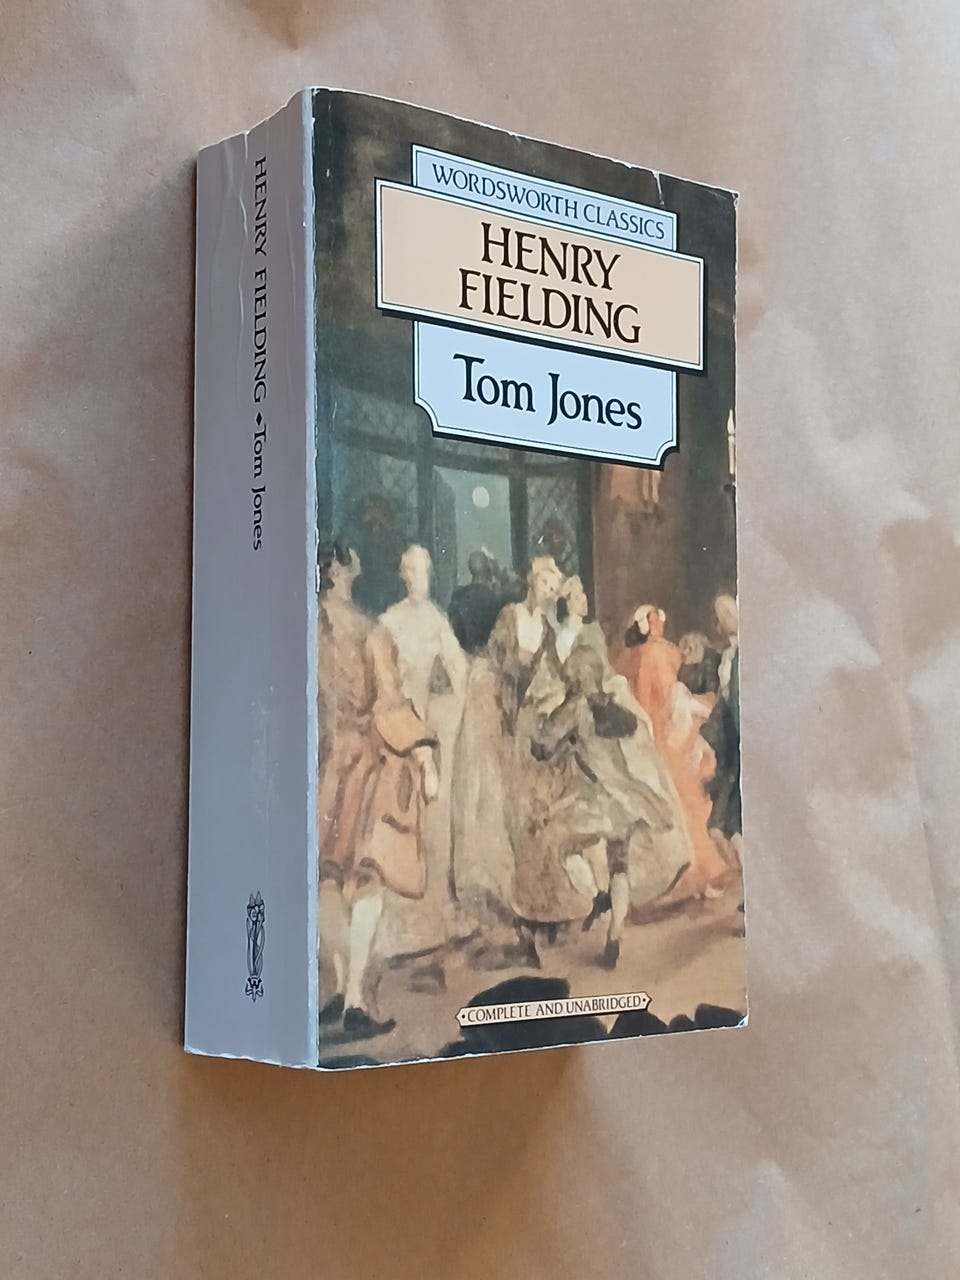 HENRY FIELDING ◆ Tom Jones
WORDSWORTH CLASSICS
HENRY
FIELDING
Tom Jones
•COMPLETE AND UNABRIDGED•